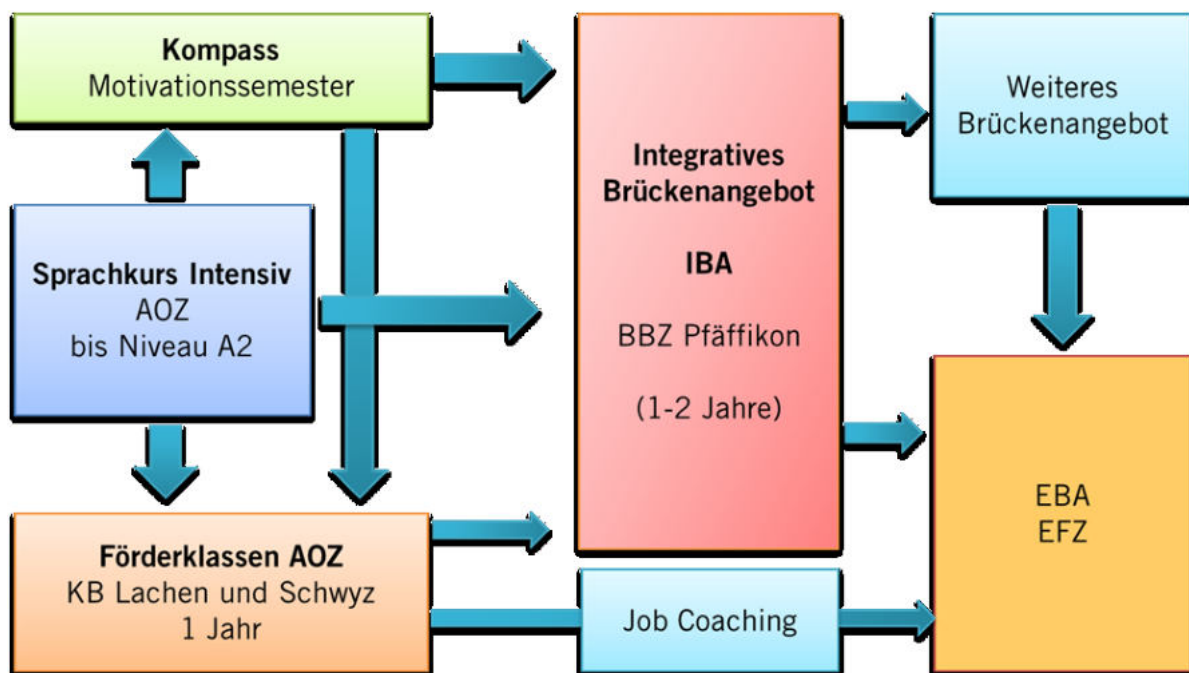 Kompass
Motivationssemester
Sprachkurs Intensiv
AOZ
bis Niveau A2
Förderklassen AOZ
KB Lachen und Schwyz
1 Jahr
Integratives
Brückenangebot
IBA
BBZ Pfäffikon
(1-2 Jahre)
Job Coaching
Weiteres
Brückenangebot
EBA
EFZ